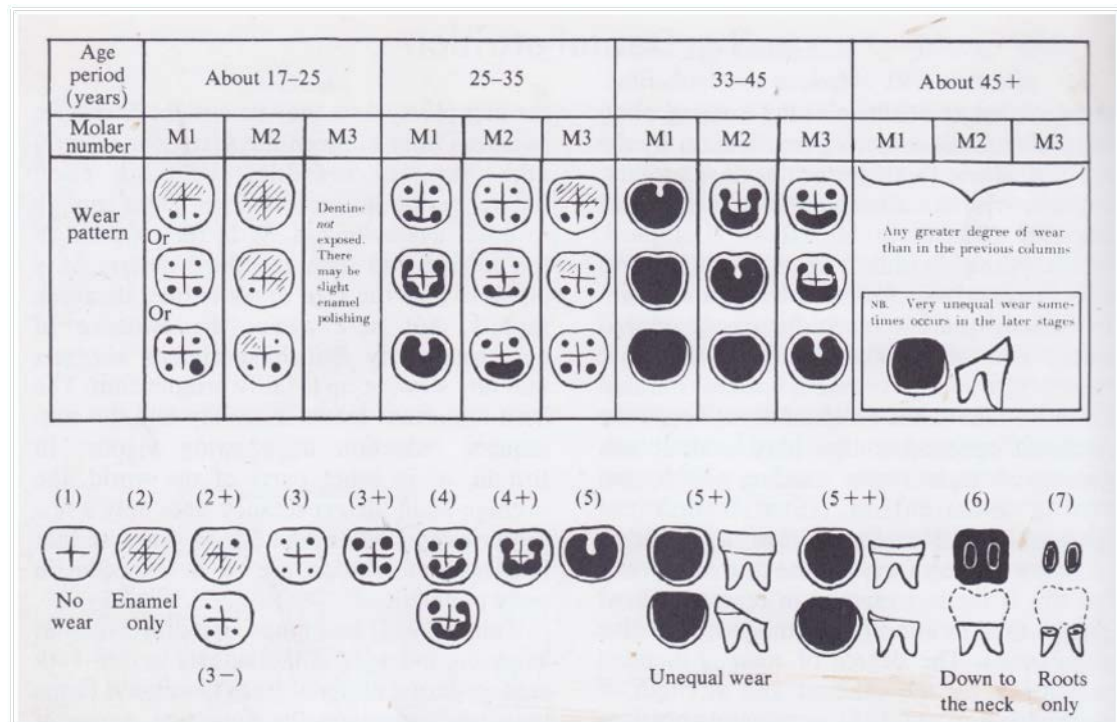 Age
period
(years)
About 17–25
25–35
33–45
About 45+
Molar
number
M1
M2
M3
M1
M2
M3
M1
M2
M3
M1
M2
M3
Wear
pattern
Or
Or
Dentine
not
exposed.
There
may be
slight
enamel
polishing
Any greater degree of wear
than in the previous columns
NB. Very unequal wear some-
times occurs in the later stages
(1)
(2)
(2+)
(3)
(3+)
(4)
(4+)
(5)
(5+)
(5++)
(6)
(7)
No
wear
Enamel
only
(3–)
Unequal wear
Down to
the neck
Roots
only